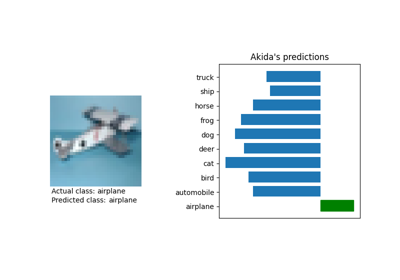 Akida's predictions
truck
ship
horse
frog
dog
deer
cat
bird
automobile
airplane
Actual class: airplane
Predicted class: airplane